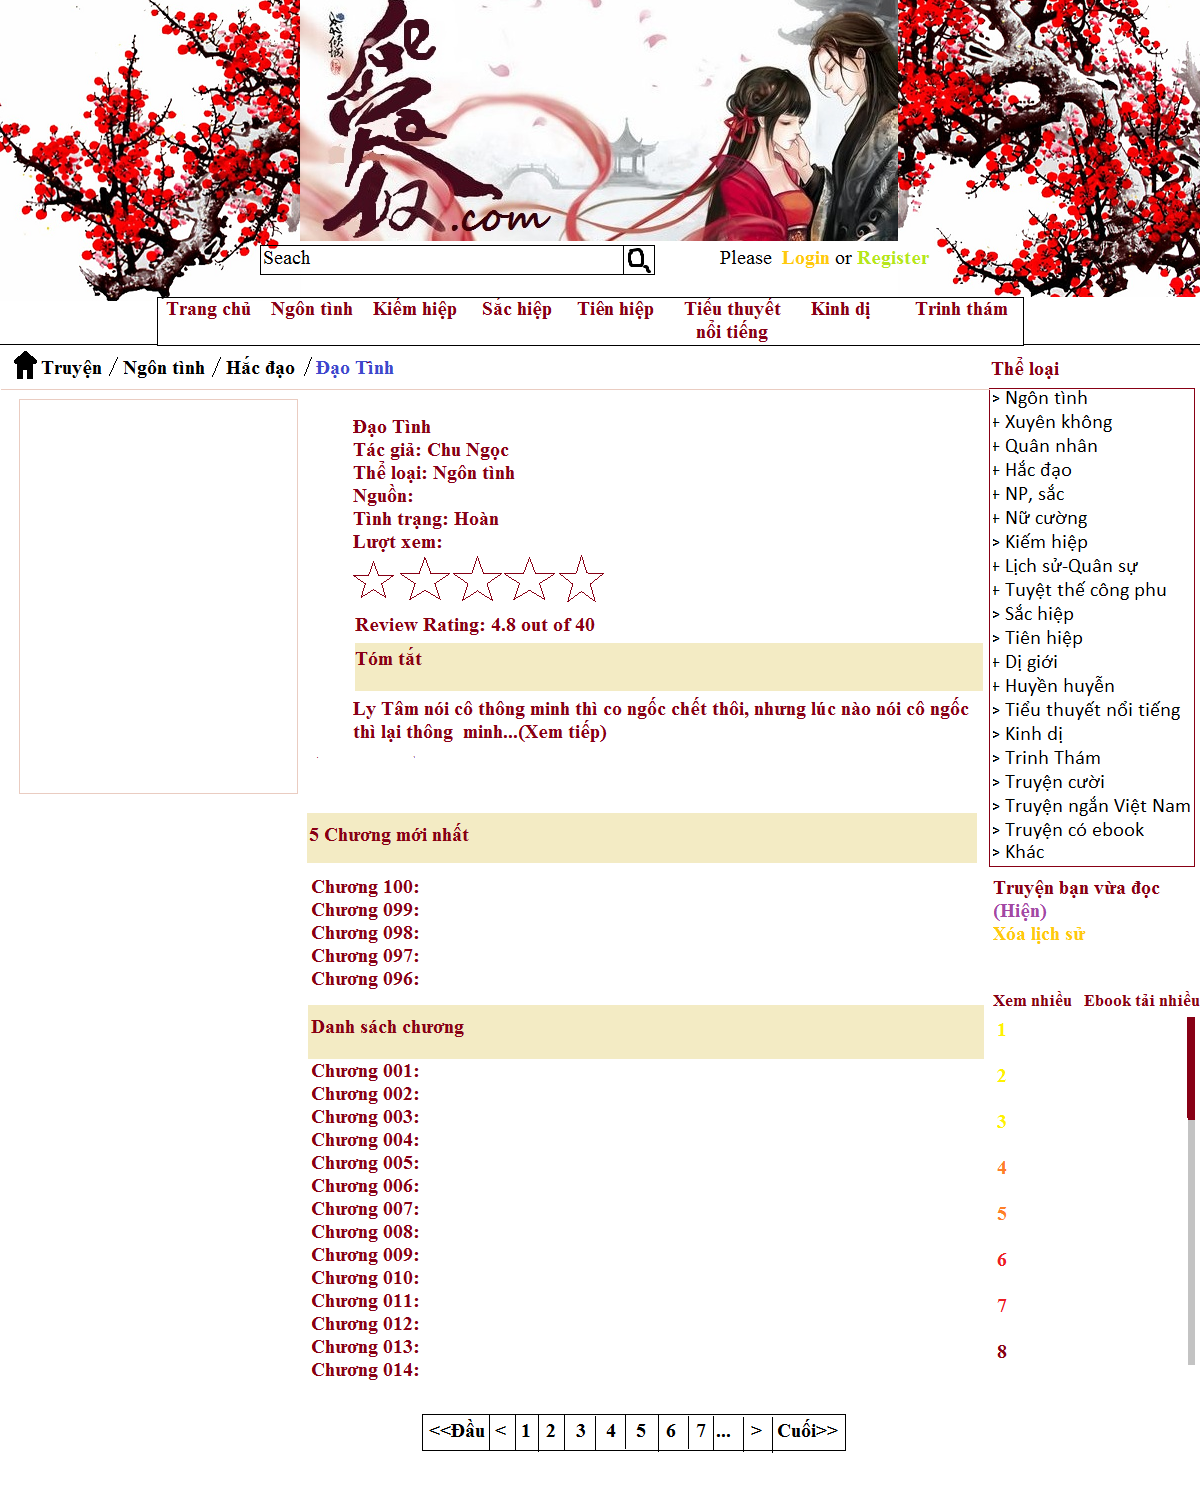 .com
Seach
Please Login or Register
Trang chủ Ngôn tình Kiếm hiệp Sắc hiệp Tiên hiệp Tiểu thuyết nổi tiếng Kinh dị Trinh thám
Truyện / Ngôn tình / Hắc đạo / Đạo Tình
Đạo Tình
Tác giả: Chu Ngọc
Thể loại: Ngôn tình
Nguồn:
Tình trạng: Hoàn
Lượt xem:
Review Rating: 4.8 out of 40
Tóm tắt
Ly Tâm nói cô thông minh thì co ngốc chết thôi, nhưng lúc nào nói cô ngốc
thì lại thông minh...(Xem tiếp)
5 Chương mới nhất
Chương 100:
Chương 099:
Chương 098:
Chương 097:
Chương 096:
Danh sách chương
Chương 001:
Chương 002:
Chương 003:
Chương 004:
Chương 005:
Chương 006:
Chương 007:
Chương 008:
Chương 009:
Chương 010:
Chương 011:
Chương 012:
Chương 013:
Chương 014:
<<Đầu < 1 2 3 4 5 6 7 ... > Cuối>>
Thể loại
> Ngôn tình
+ Xuyên không
+ Quân nhân
+ Hắc đạo
+ NP, sắc
+ Nữ cường
> Kiếm hiệp
+ Lịch sử-Quân sự
+ Tuyệt thế công phu
> Sắc hiệp
> Tiên hiệp
+ Dị giới
+ Huyền huyễn
> Tiểu thuyết nổi tiếng
> Kinh dị
> Trinh Thám
> Truyện cười
> Truyện ngắn Việt Nam
> Truyện có ebook
> Khác
Truyện bạn vừa đọc
(Hiện)
Xóa lịch sử
Xem nhiều Ebook tải nhiều
1
2
3
4
5
6
7
8